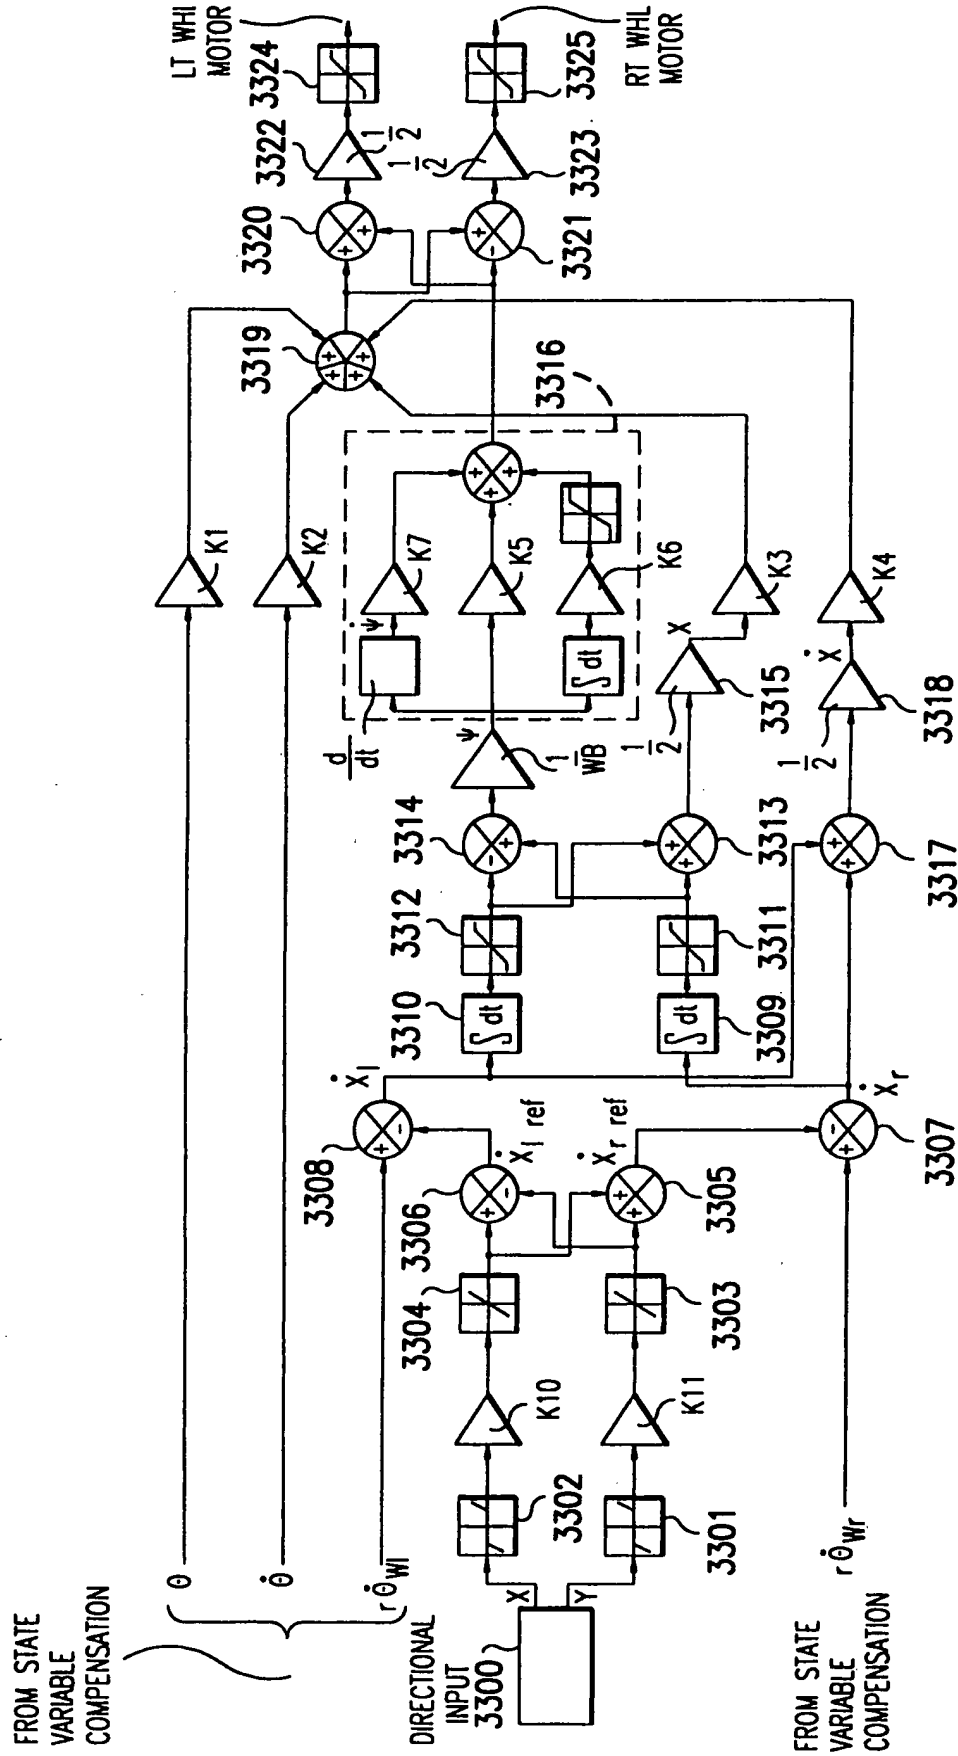 FROM STATE
VARIABLE
COMPENSATION
θ
θ̇
rθ̇Wl
DIRECTIONAL
INPUT
3300
X
Y
3302
3301
K10
K11
3304
3303
3306
3305
Ẋl ref
Ẋr ref
3308
3307
Ẋl
Ẋr
rθ̇Wr
FROM STATE
VARIABLE
COMPENSATION
3310
∫dt
3309
∫dt
3312
3311
3314
3313
3317
1/WB
ψ
1/2
3315
X
1/2
3318
Ẋ
d/dt
ψ̇
∫dt
K7
K5
K6
K3
K4
K1
K2
3316
3319
3320
3321
3322
1/2
3323
1/2
3324
3325
LT WHL
MOTOR
RT WHL
MOTOR
+ -
+ -
+ +
+ -
- +
+ +
+ +
+ + +
+ + + +
+ +
- +